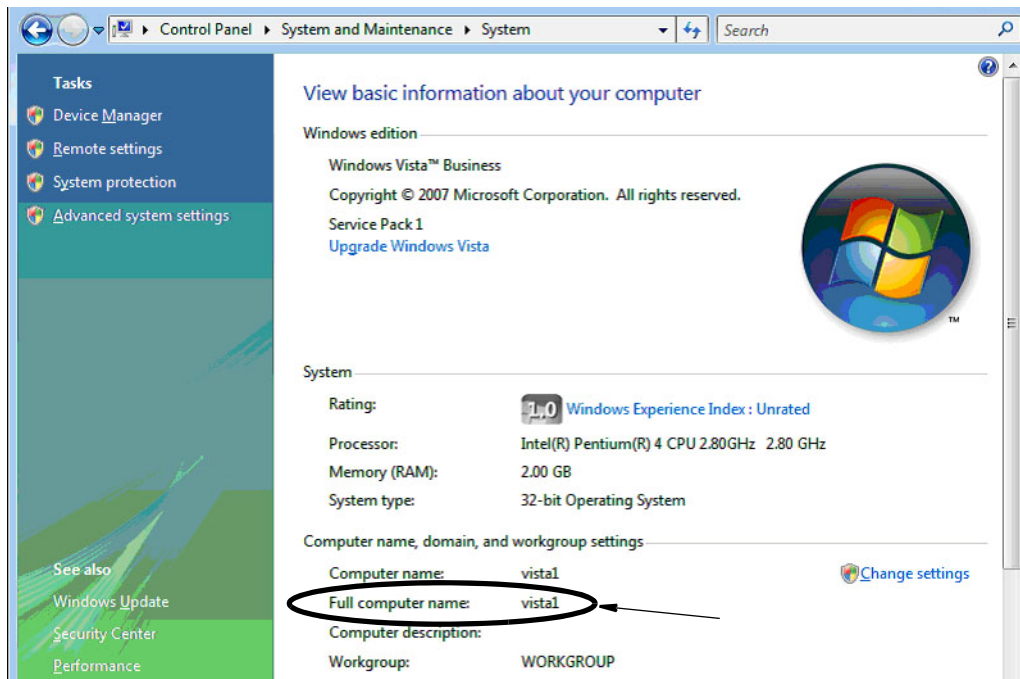 Control Panel ▸ System and Maintenance ▸ System
Search
Tasks
Device Manager
Remote settings
System protection
Advanced system settings
See also
Windows Update
Security Center
Performance
View basic information about your computer
Windows edition
Windows Vista™ Business
Copyright © 2007 Microsoft Corporation. All rights reserved.
Service Pack 1
Upgrade Windows Vista
TM
System
Rating: 1.0 Windows Experience Index : Unrated
Processor: Intel(R) Pentium(R) 4 CPU 2.80GHz 2.80 GHz
Memory (RAM): 2.00 GB
System type: 32-bit Operating System
Computer name, domain, and workgroup settings
Computer name: vista1
Change settings
Full computer name: vista1
Computer description:
Workgroup: WORKGROUP